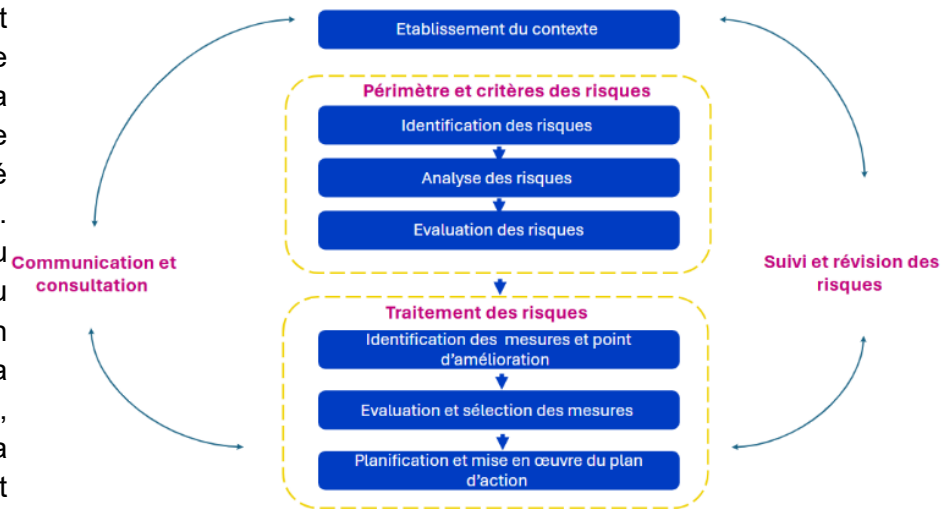 Etablissement du contexte
Périmètre et critères des risques
Identification des risques
Analyse des risques
Evaluation des risques
Communication et
consultation
Suivi et révision des
risques
Traitement des risques
Identification des mesures et point
d'amélioration
Evaluation et sélection des mesures
Planification et mise en œuvre du plan
d'action